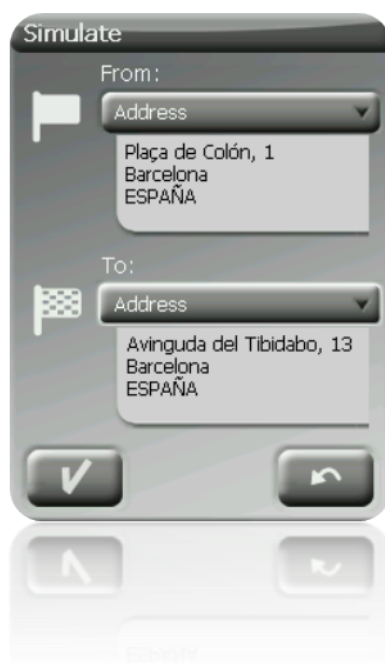 Simulate
From:
Address
Plaça de Colón, 1
Barcelona
ESPAÑA
To:
Address
Avinguda del Tibidabo, 13
Barcelona
ESPAÑA